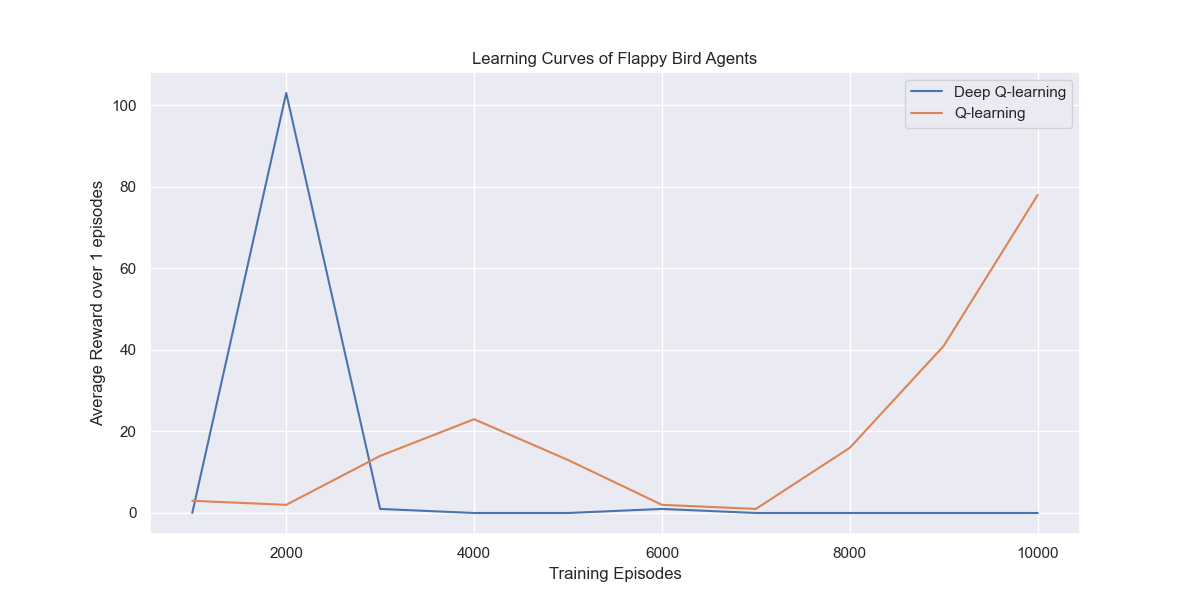 Learning Curves of Flappy Bird Agents
Deep Q-learning
Q-learning
Average Reward over 1 episodes
100
80
60
40
20
0
2000 4000 6000 8000 10000
Training Episodes